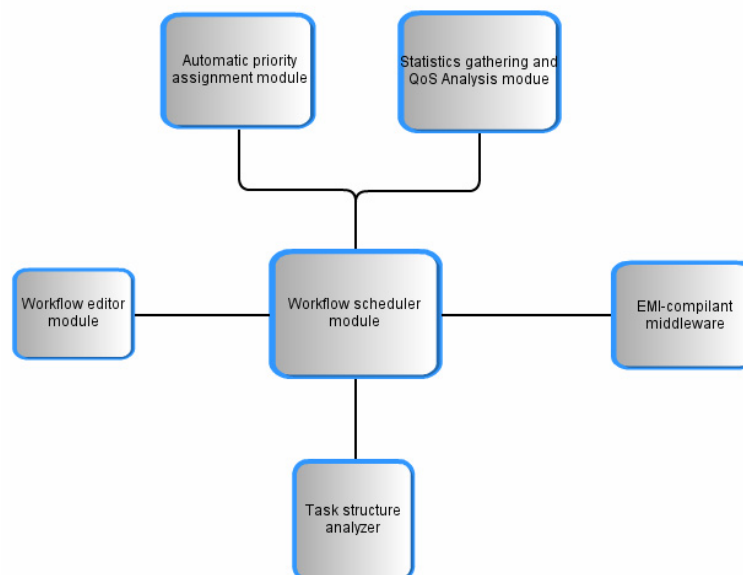 Automatic priority
assignment module
Statistics gathering and
QoS Analysis modue
Workflow editor
module
Workflow scheduler
module
EMI-compilant
middleware
Task structure
analyzer